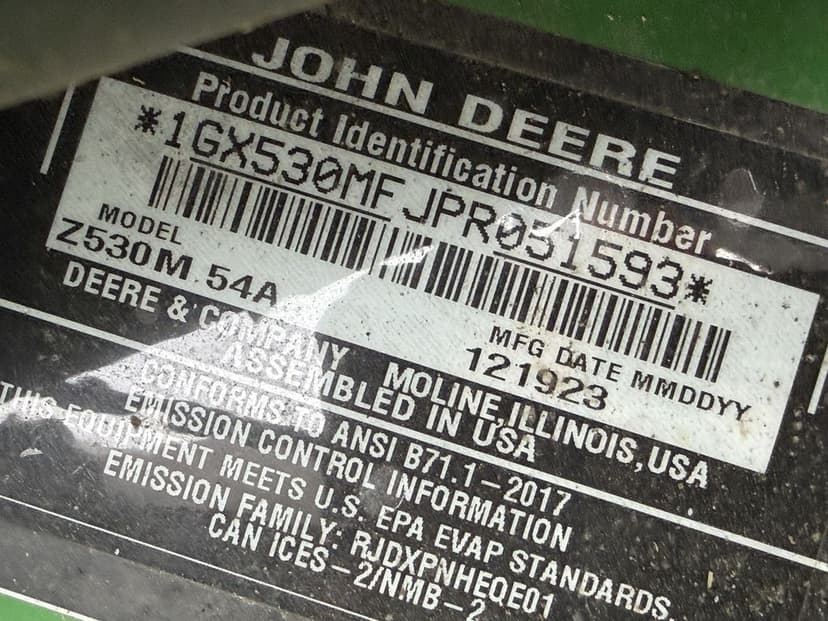 JOHN DEERE
Product Identification Number
*1GX530MFJPR051593*
MODEL
Z530M 54A
MFG DATE MMDDYY
121923
DEERE & COMPANY MOLINE, ILLINOIS, USA
ASSEMBLED IN USA
CONFORMS TO ANSI B71.1-2017
EMISSION CONTROL INFORMATION
THIS EQUIPMENT MEETS U.S. EPA EVAP STANDARDS.
EMISSION FAMILY: RJDXPNHEQE01
CAN ICES-2/NMB-2